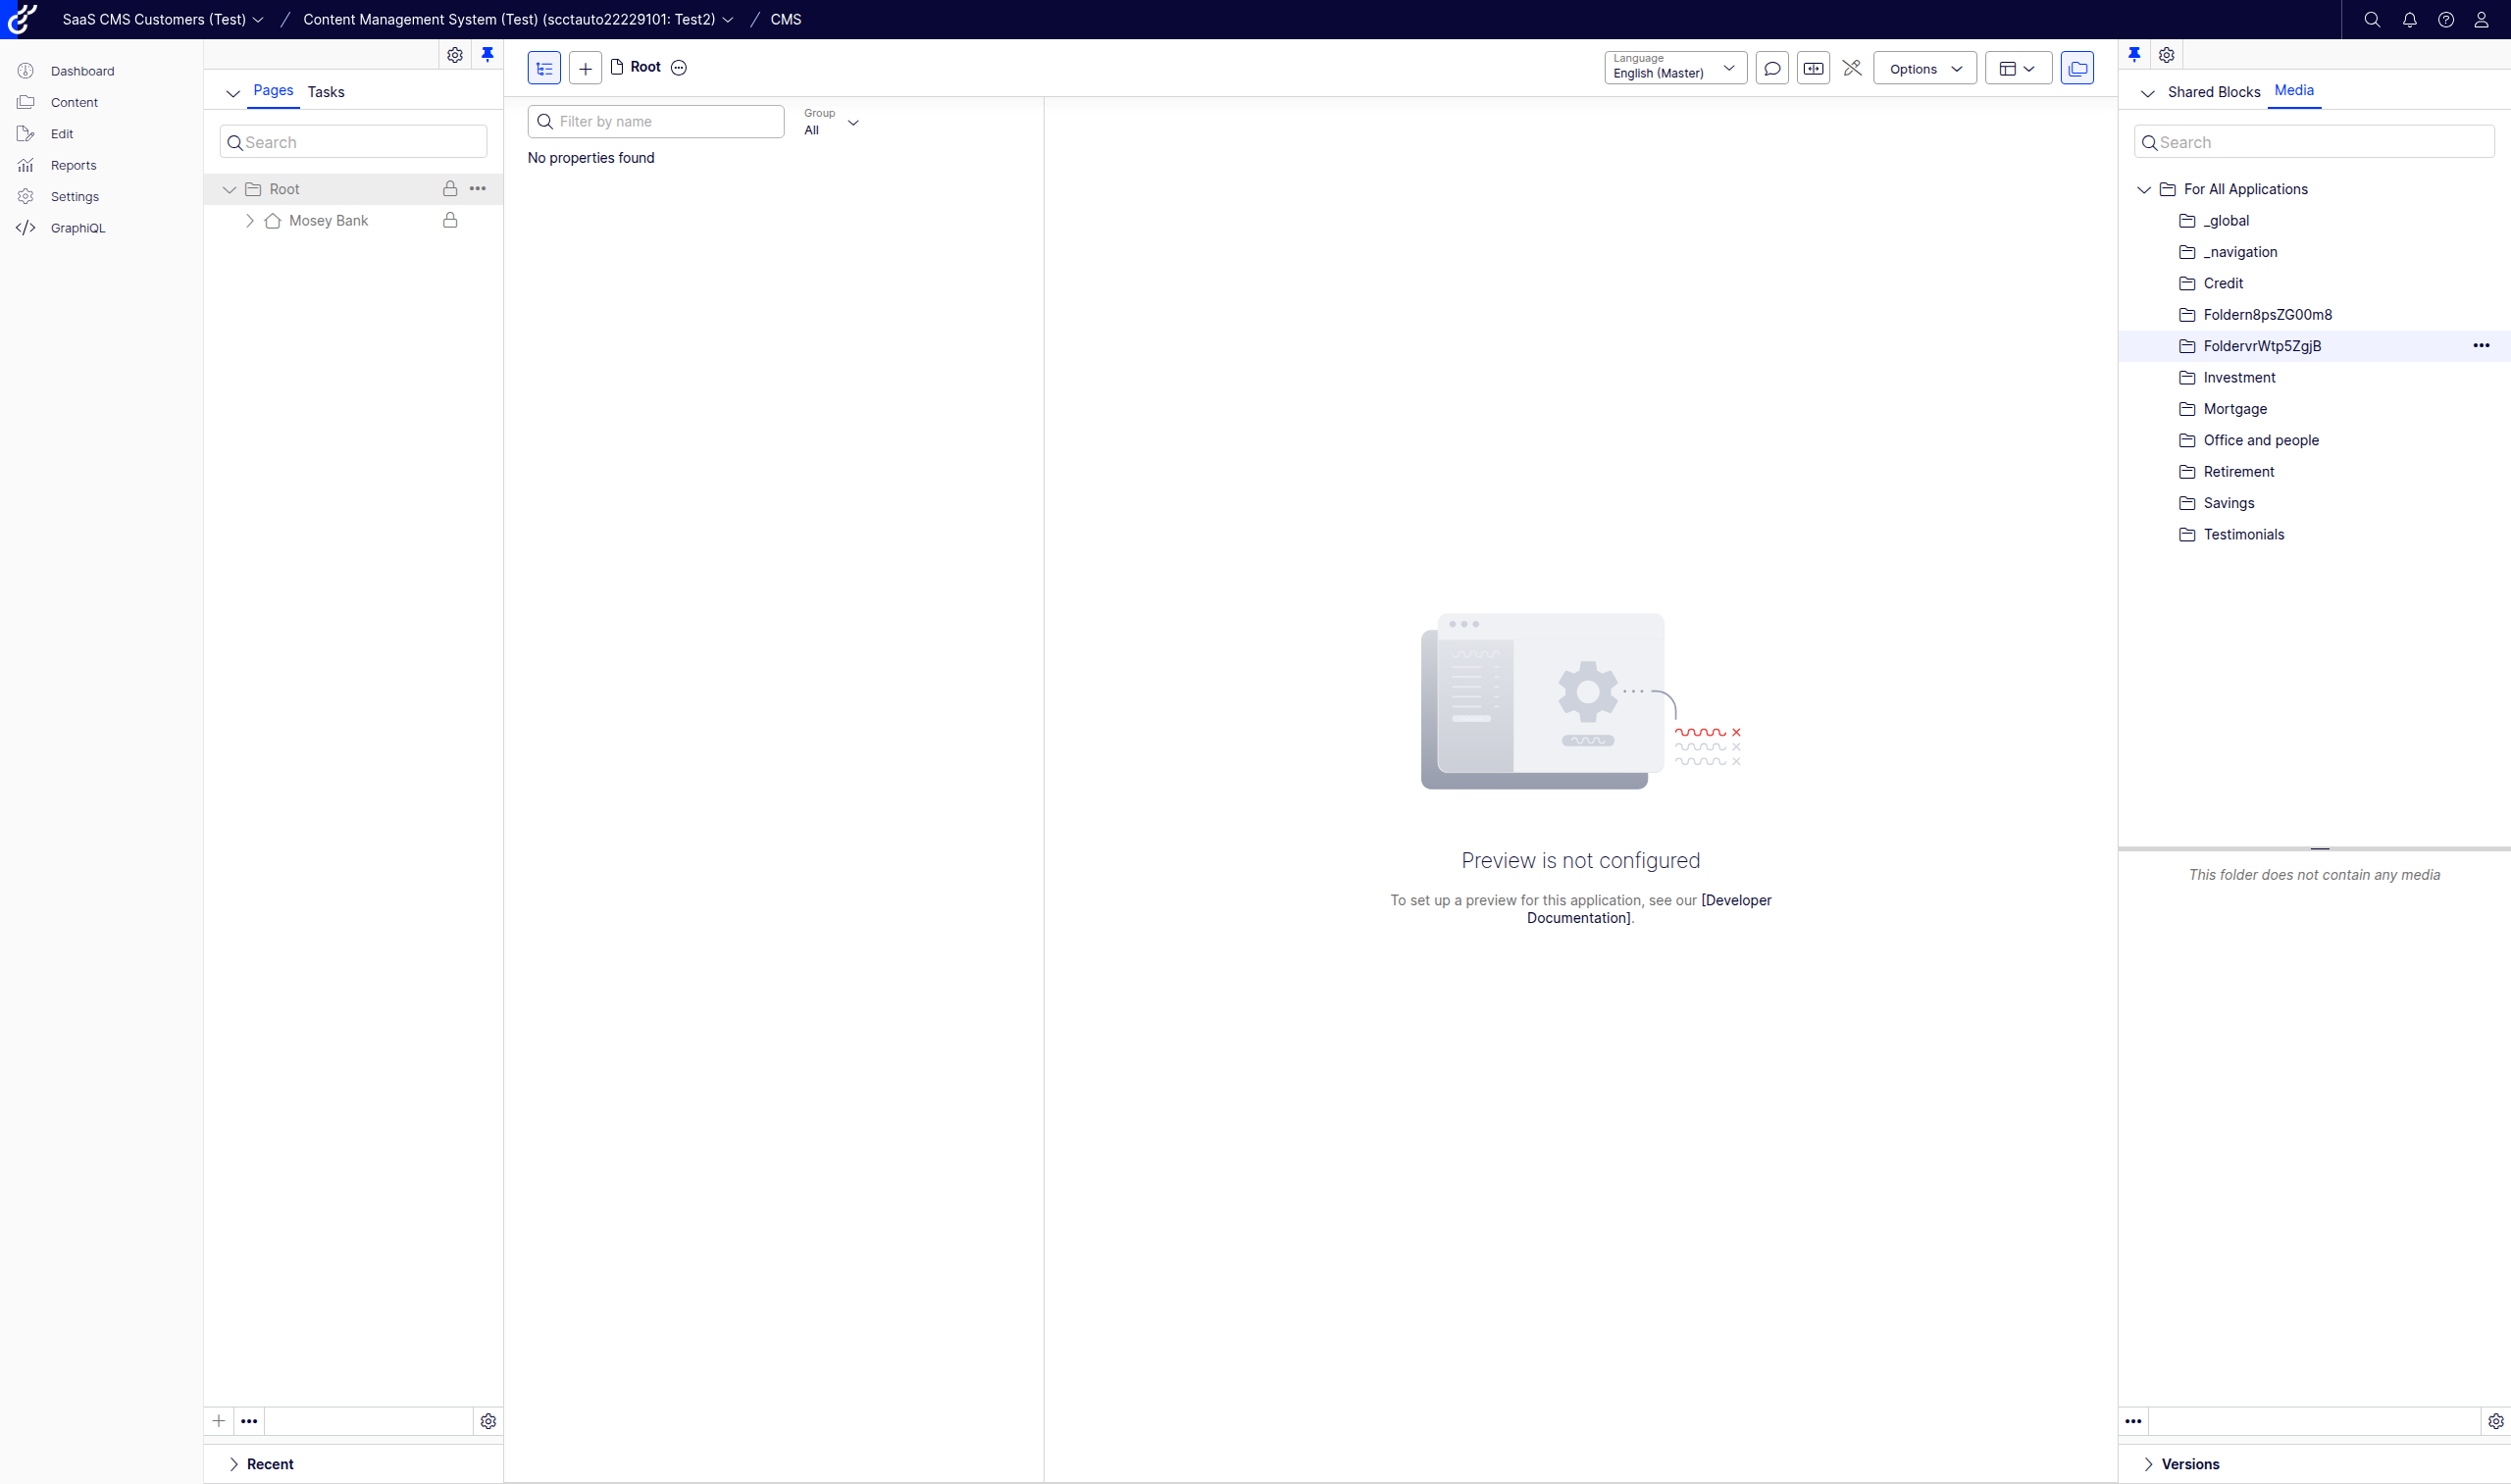 SaaS CMS Customers (Test) / Content Management System (Test) (scctauto22229101: Test2) / CMS
Dashboard
Content
Edit
Reports
Settings
GraphiQL
Pages Tasks
Search
Root
Mosey Bank
Recent
Root
Language
English (Master)
Options
Filter by name
Group
All
No properties found
Preview is not configured
To set up a preview for this application, see our [Developer
Documentation].
Shared Blocks Media
Search
For All Applications
_global
_navigation
Credit
Foldern8psZG00m8
FoldervrWtp5ZgjB
Investment
Mortgage
Office and people
Retirement
Savings
Testimonials
This folder does not contain any media
Versions